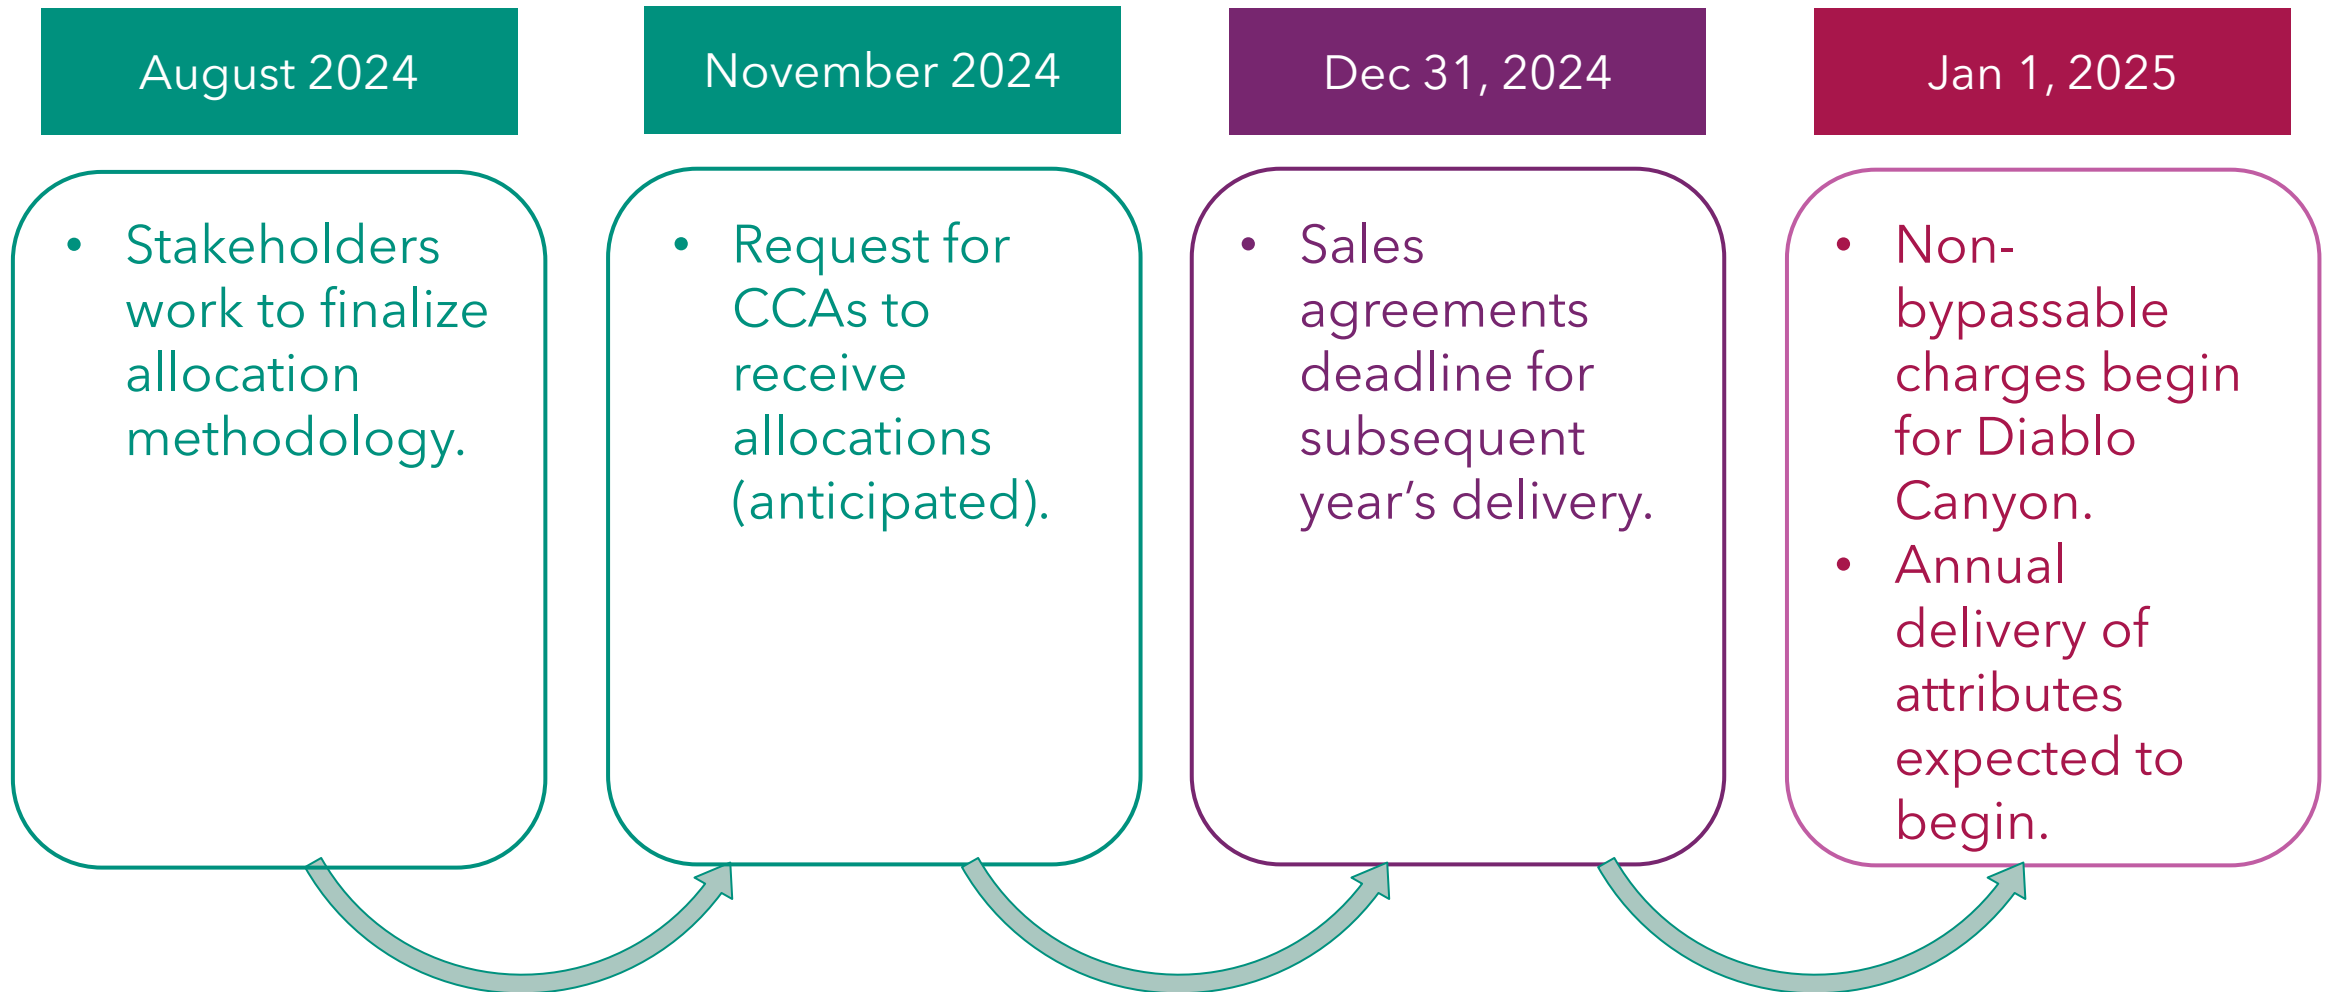 August 2024
• Stakeholders
work to finalize
allocation
methodology.
November 2024
• Request for
CCAs to
receive
allocations
(anticipated).
Dec 31, 2024
• Sales
agreements
deadline for
subsequent
year’s delivery.
Jan 1, 2025
• Non-
bypassable
charges begin
for Diablo
Canyon.
• Annual
delivery of
attributes
expected to
begin.